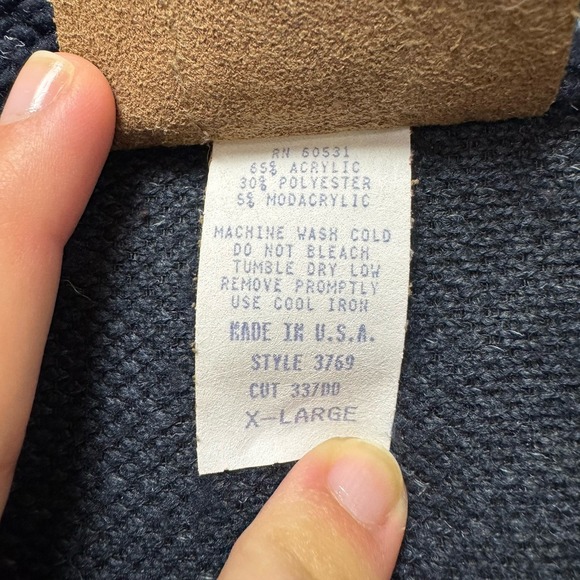 RN 60531
65% ACRYLIC
30% POLYESTER
5% MODACRYLIC
MACHINE WASH COLD
DO NOT BLEACH
TUMBLE DRY LOW
REMOVE PROMPTLY
USE COOL IRON
MADE IN U.S.A.
STYLE 3769
CUT 33700
X-LARGE